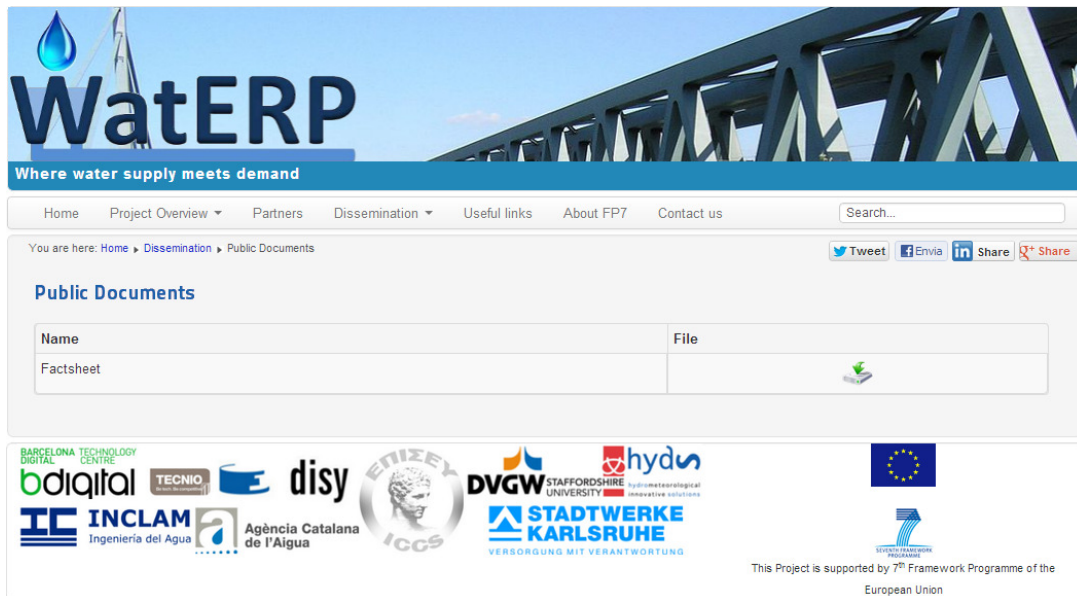 WatERP
Where water supply meets demand
Home Project Overview Partners Dissemination Useful links About FP7 Contact us Search...
You are here: Home Dissemination Public Documents
Tweet Envia in Share g+ Share
Public Documents
Name File
Factsheet
BARCELONA TECHNOLOGY
DIGITAL CENTRE
bdigital
TECNIO
disy
ΕΠΙΣΕΥ
ICCS
DVGW
STAFFORDSHIRE
UNIVERSITY
hyds
hydrometeorological
innovative solutions
INCLAM
Ingeniería del Agua
Agència Catalana
de l'Aigua
STADTWERKE
KARLSRUHE
VERSORGUNG MIT VERANTWORTUNG
SEVENTH FRAMEWORK
PROGRAMME
This Project is supported by 7th Framework Programme of the
European Union